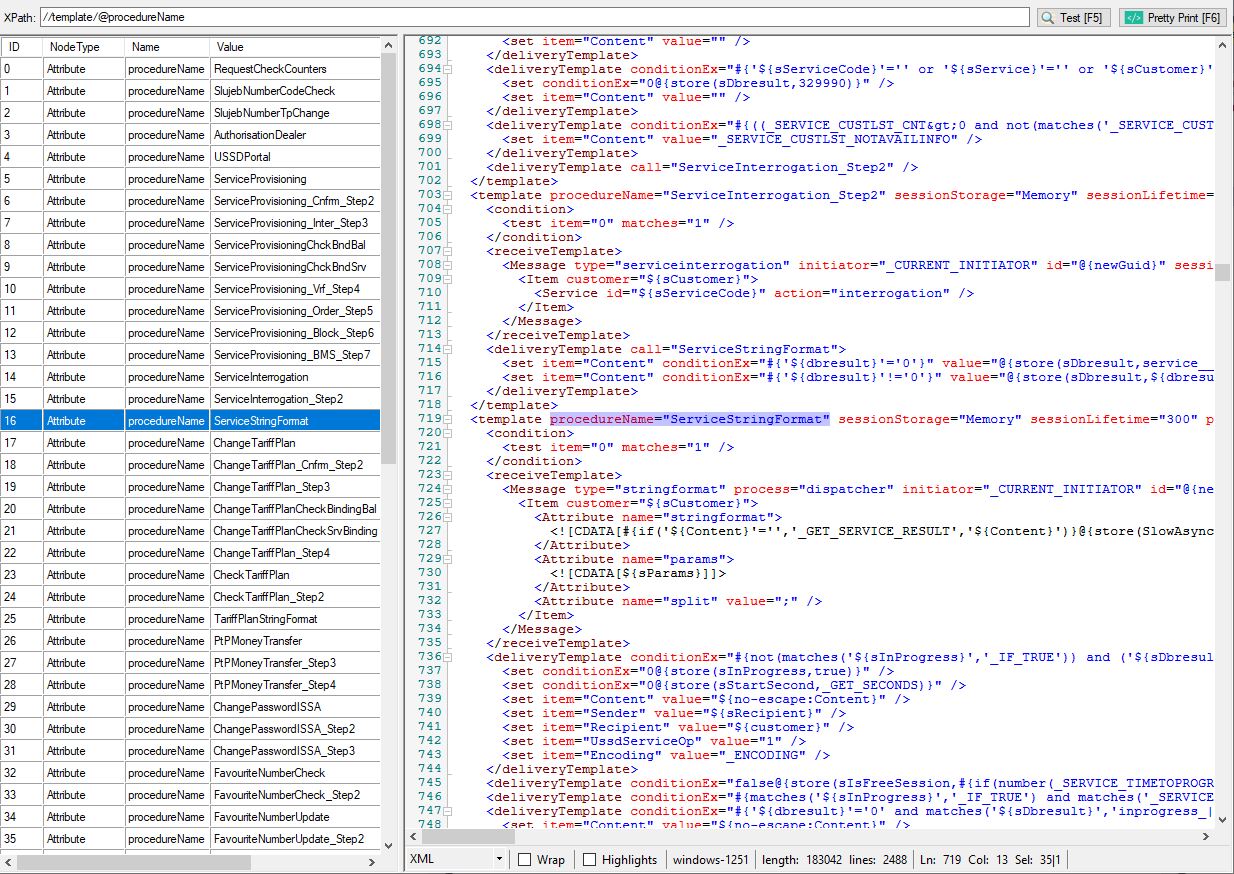 XPath: //template/@procedureName Test [F5] Pretty Print [F6]
ID NodeType Name Value
0 Attribute procedureName RequestCheckCounters
1 Attribute procedureName SlujebNumberCodeCheck
2 Attribute procedureName SlujebNumberTpChange
3 Attribute procedureName AuthorisationDealer
4 Attribute procedureName USSDPortal
5 Attribute procedureName ServiceProvisioning
6 Attribute procedureName ServiceProvisioning_Cnfrm_Step2
7 Attribute procedureName ServiceProvisioning_Inter_Step3
8 Attribute procedureName ServiceProvisioningChckBndBal
9 Attribute procedureName ServiceProvisioningChckBndSrv
10 Attribute procedureName ServiceProvisioning_Vrf_Step4
11 Attribute procedureName ServiceProvisioning_Order_Step5
12 Attribute procedureName ServiceProvisioning_Block_Step6
13 Attribute procedureName ServiceProvisioning_BMS_Step7
14 Attribute procedureName ServiceInterrogation
15 Attribute procedureName ServiceInterrogation_Step2
16 Attribute procedureName ServiceStringFormat
17 Attribute procedureName ChangeTariffPlan
18 Attribute procedureName ChangeTariffPlan_Cnfrm_Step2
19 Attribute procedureName ChangeTariffPlan_Step3
20 Attribute procedureName ChangeTariffPlanCheckBindingBal
21 Attribute procedureName ChangeTariffPlanCheckSrvBinding
22 Attribute procedureName ChangeTariffPlan_Step4
23 Attribute procedureName CheckTariffPlan
24 Attribute procedureName CheckTariffPlan_Step2
25 Attribute procedureName TariffPlanStringFormat
26 Attribute procedureName PtPMoneyTransfer
27 Attribute procedureName PtPMoneyTransfer_Step3
28 Attribute procedureName PtPMoneyTransfer_Step4
29 Attribute procedureName ChangePasswordISSA
30 Attribute procedureName ChangePasswordISSA_Step2
31 Attribute procedureName ChangePasswordISSA_Step3
32 Attribute procedureName FavouriteNumberCheck
33 Attribute procedureName FavouriteNumberCheck_Step2
34 Attribute procedureName FavouriteNumberUpdate
35 Attribute procedureName FavouriteNumberUpdate_Step2
692 <set item="Content" value="" />
693 </deliveryTemplate>
694 <deliveryTemplate conditionEx="#{'${sServiceCode}'='' or '${sService}'='' or '${sCustomer}'
695 <set conditionEx="0@{store(sDbresult,329990)}" />
696 <set item="Content" value="" />
697 </deliveryTemplate>
698 <deliveryTemplate conditionEx="#{((_SERVICE_CUSTLST_CNT&gt;0 and not(matches('_SERVICE_CUST
699 <set item="Content" value="_SERVICE_CUSTLST_NOTAVAILINFO" />
700 </deliveryTemplate>
701 <deliveryTemplate call="ServiceInterrogation_Step2" />
702 </template>
703 <template procedureName="ServiceInterrogation_Step2" sessionStorage="Memory" sessionLifetime=
704 <condition>
705 <test item="0" matches="1" />
706 </condition>
707 <receiveTemplate>
708 <Message type="serviceinterrogation" initiator="_CURRENT_INITIATOR" id="@{newGuid}" sessi
709 <Item customer="${sCustomer}">
710 <Service id="${sServiceCode}" action="interrogation" />
711 </Item>
712 </Message>
713 </receiveTemplate>
714 <deliveryTemplate call="ServiceStringFormat">
715 <set item="Content" conditionEx="#{'${dbresult}'='0'}" value="@{store(sDbresult,service__
716 <set item="Content" conditionEx="#{'${dbresult}'!='0'}" value="@{store(sDbresult,${dbresu
717 </deliveryTemplate>
718 </template>
719 <template procedureName="ServiceStringFormat" sessionStorage="Memory" sessionLifetime="300" p
720 <condition>
721 <test item="0" matches="1" />
722 </condition>
723 <receiveTemplate>
724 <Message type="stringformat" process="dispatcher" initiator="_CURRENT_INITIATOR" id="@{ne
725 <Item customer="${sCustomer}">
726 <Attribute name="stringformat">
727 <![CDATA[#{if('${Content}'='','_GET_SERVICE_RESULT','${Content}')}@{store(SlowAsync
728 </Attribute>
729 <Attribute name="params">
730 <![CDATA[${sParams}]]>
731 </Attribute>
732 <Attribute name="split" value=";" />
733 </Item>
734 </Message>
735 </receiveTemplate>
736 <deliveryTemplate conditionEx="#{not(matches('${sInProgress}','_IF_TRUE')) and ('${sDbresul
737 <set conditionEx="0@{store(sInProgress,true)}" />
738 <set conditionEx="0@{store(sStartSecond,_GET_SECONDS)}" />
739 <set item="Content" value="${no-escape:Content}" />
740 <set item="Sender" value="${sRecipient}" />
741 <set item="Recipient" value="${customer}" />
742 <set item="UssdServiceOp" value="1" />
743 <set item="Encoding" value="_ENCODING" />
744 </deliveryTemplate>
745 <deliveryTemplate conditionEx="false@{store(sIsFreeSession,#{if(number(_SERVICE_TIMETOPROGR
746 <deliveryTemplate conditionEx="#{matches('${sInProgress}','_IF_TRUE') and matches('_SERVICE
747 <deliveryTemplate conditionEx="#{'${dbresult}'='0' and matches('${sDbresult}','inprogress_|
748 <set item="Content" value="${no-escape:Content}" />
XML Wrap Highlights windows-1251 length: 183042 lines: 2488 Ln: 719 Col: 13 Sel: 35|1